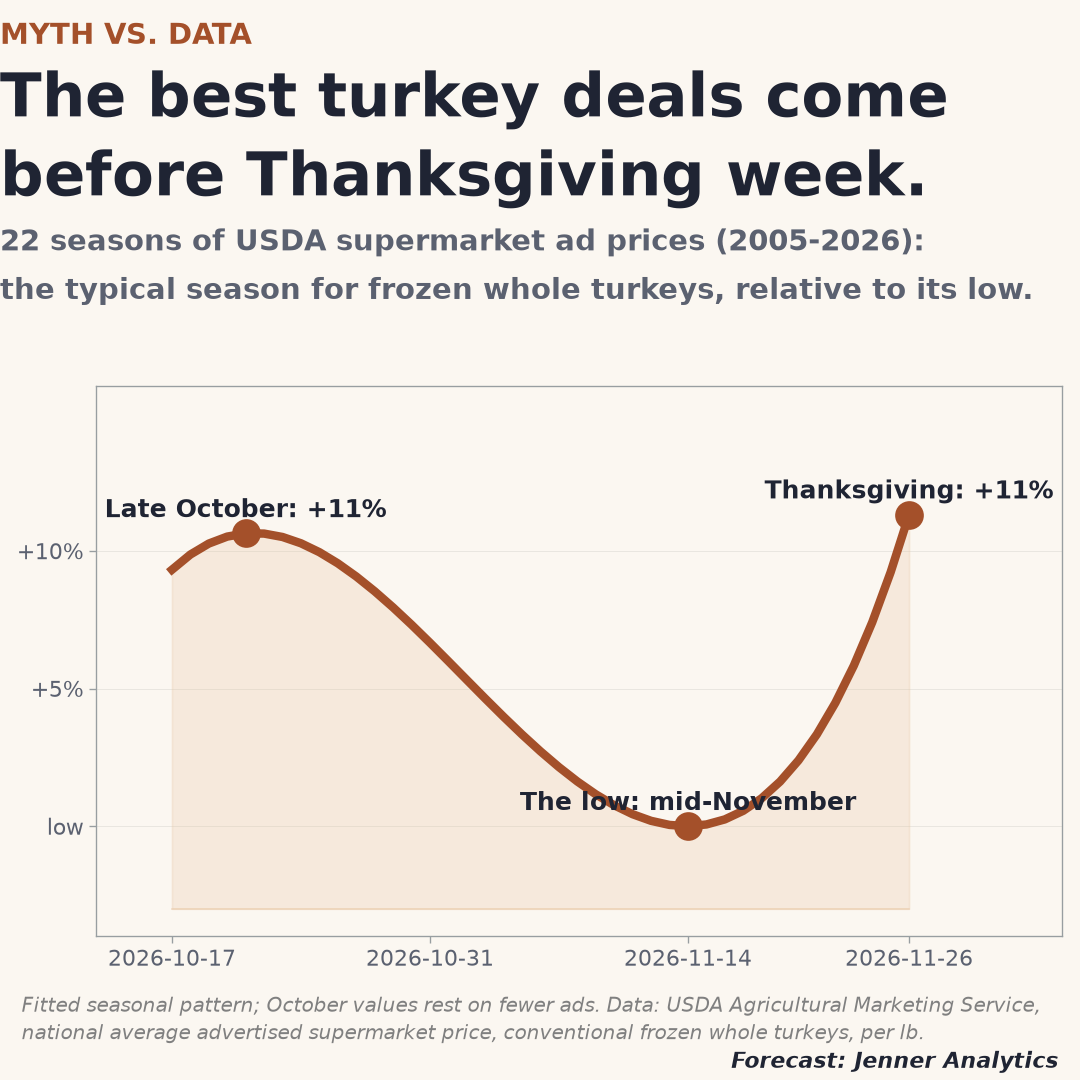 MYTH VS. DATA
The best turkey deals come
before Thanksgiving week.
22 seasons of USDA supermarket ad prices (2005-2026):
the typical season for frozen whole turkeys, relative to its low.
Thanksgiving: +11%
Late October: +11%
+10%
+5%
The low: mid-November
low
2026-10-17
2026-10-31
2026-11-14
2026-11-26
Fitted seasonal pattern; October values rest on fewer ads. Data: USDA Agricultural Marketing Service,
national average advertised supermarket price, conventional frozen whole turkeys, per lb.
Forecast: Jenner Analytics